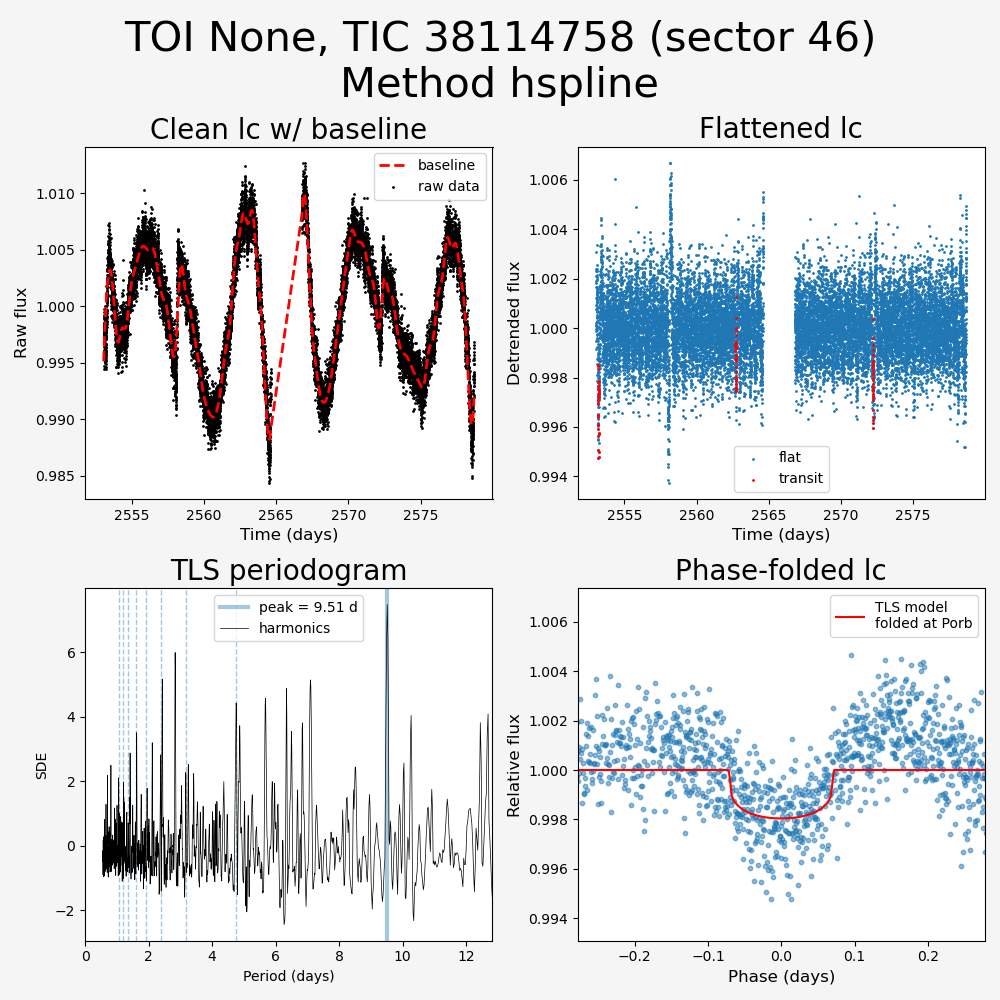 TOI None, TIC 38114758 (sector 46)
Method hspline
Clean lc w/ baseline
Flattened lc
baseline
raw data
1.010
1.005
1.000
0.995
0.990
0.985
Raw flux
2555
2560
2565
2570
2575
Time (days)
1.006
1.004
1.002
1.000
0.998
0.996
0.994
Detrended flux
flat
transit
2555
2560
2565
2570
2575
Time (days)
TLS periodogram
Phase-folded lc
peak = 9.51 d
harmonics
6
4
2
0
−2
SDE
0
2
4
6
8
10
12
Period (days)
TLS model
folded at Porb
1.006
1.004
1.002
1.000
0.998
0.996
0.994
Relative flux
−0.2
−0.1
0.0
0.1
0.2
Phase (days)